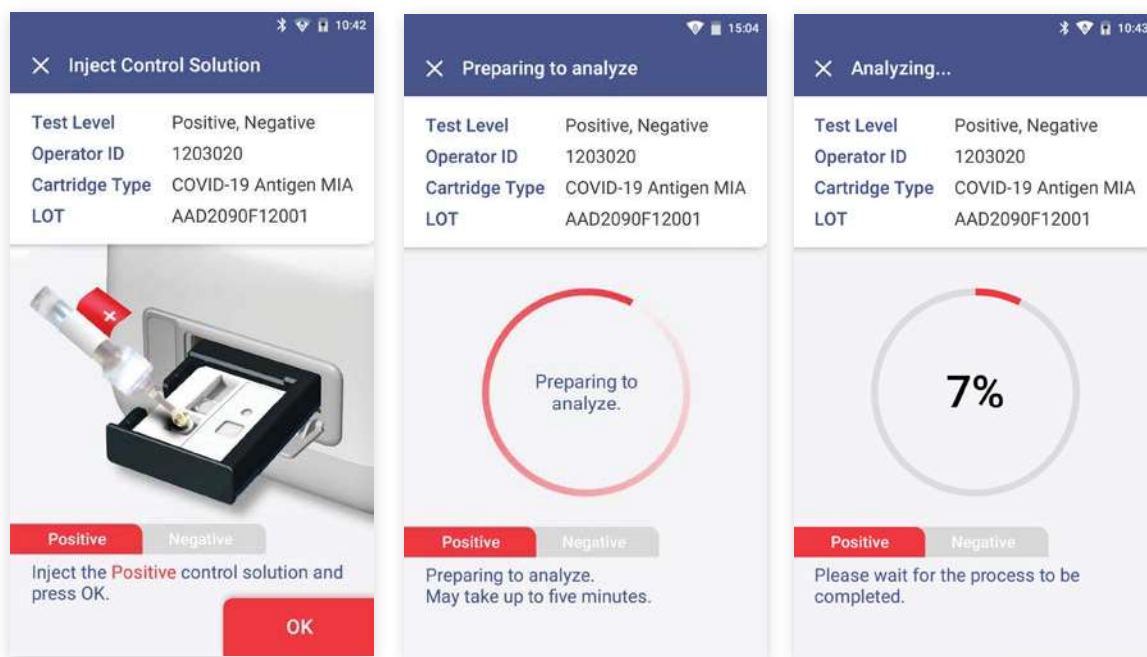 10:42
× Inject Control Solution
Test Level Positive, Negative
Operator ID 1203020
Cartridge Type COVID-19 Antigen MIA
LOT AAD2090F12001
+
Positive Negative
Inject the Positive control solution and
press OK.
OK
15:04
× Preparing to analyze
Test Level Positive, Negative
Operator ID 1203020
Cartridge Type COVID-19 Antigen MIA
LOT AAD2090F12001
Preparing to
analyze.
Positive Negative
Preparing to analyze.
May take up to five minutes.
10:43
× Analyzing...
Test Level Positive, Negative
Operator ID 1203020
Cartridge Type COVID-19 Antigen MIA
LOT AAD2090F12001
7%
Positive Negative
Please wait for the process to be
completed.